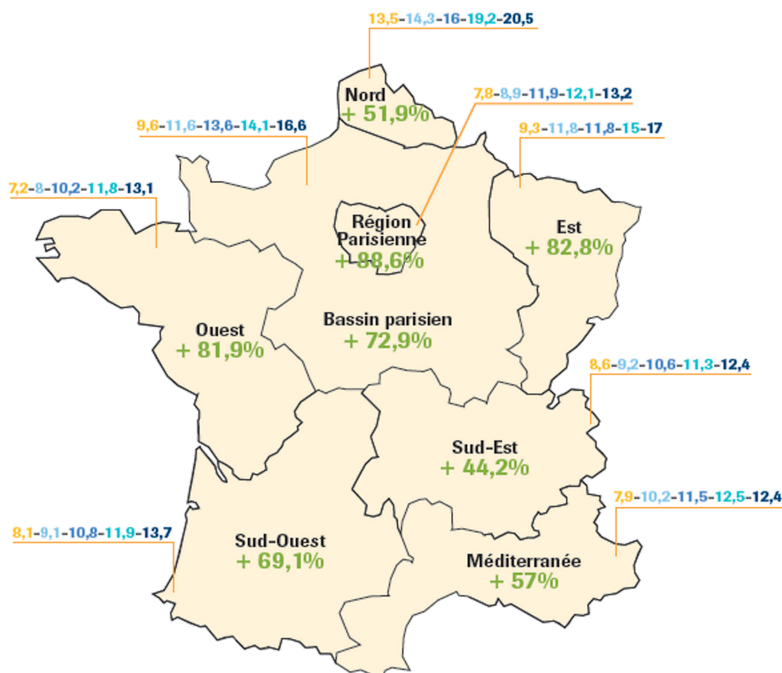 13,5-14,3-16-19,2-20,5
7,8-8,9-11,9-12,1-13,2
Nord
+ 51,9%
9,6-11,6-13,6-14,1-16,6
9,3-11,8-11,8-15-17
7,2-8-10,2-11,8-13,1
Région
Parisienne
+ 88,6%
Est
+ 82,8%
Ouest
+ 81,9%
Bassin parisien
+ 72,9%
8,6-9,2-10,6-11,3-12,4
Sud-Est
+ 44,2%
7,9-10,2-11,5-12,5-12,4
8,1-9,1-10,8-11,9-13,7
Sud-Ouest
+ 69,1%
Méditerranée
+ 57%